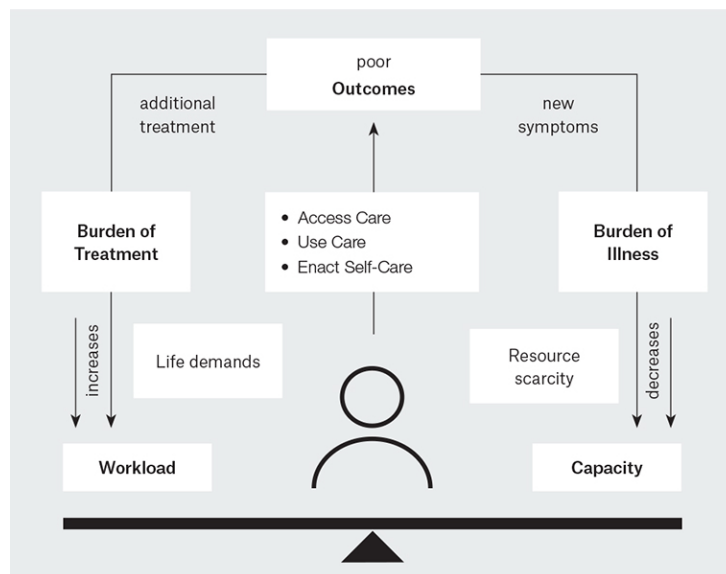 poor
Outcomes
additional
treatment
new
symptoms
Burden of
Treatment
• Access Care
• Use Care
• Enact Self-Care
Burden of
Illness
increases
Life demands
Resource
scarcity
decreases
Workload
Capacity